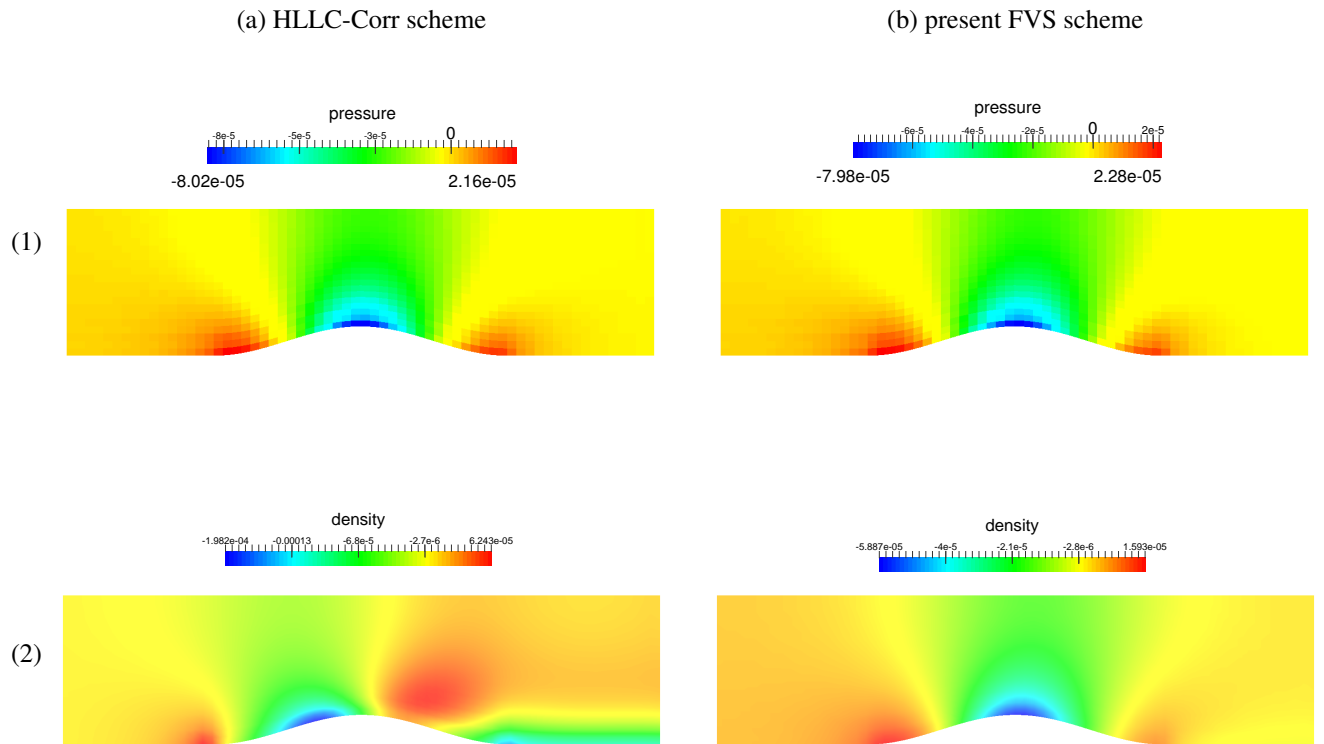 (a) HLLC-Corr scheme
(b) present FVS scheme
pressure
-8e-5 -5e-5 -3e-5 0
-8.02e-05 2.16e-05
pressure
-6e-5 -4e-5 -2e-5 0 2e-5
-7.98e-05 2.28e-05
(1)
density
-1.982e-04 -0.00013 -6.8e-5 -2.7e-6 6.243e-05
density
-5.887e-05 -4e-5 -2.1e-5 -2.8e-6 1.593e-05
(2)